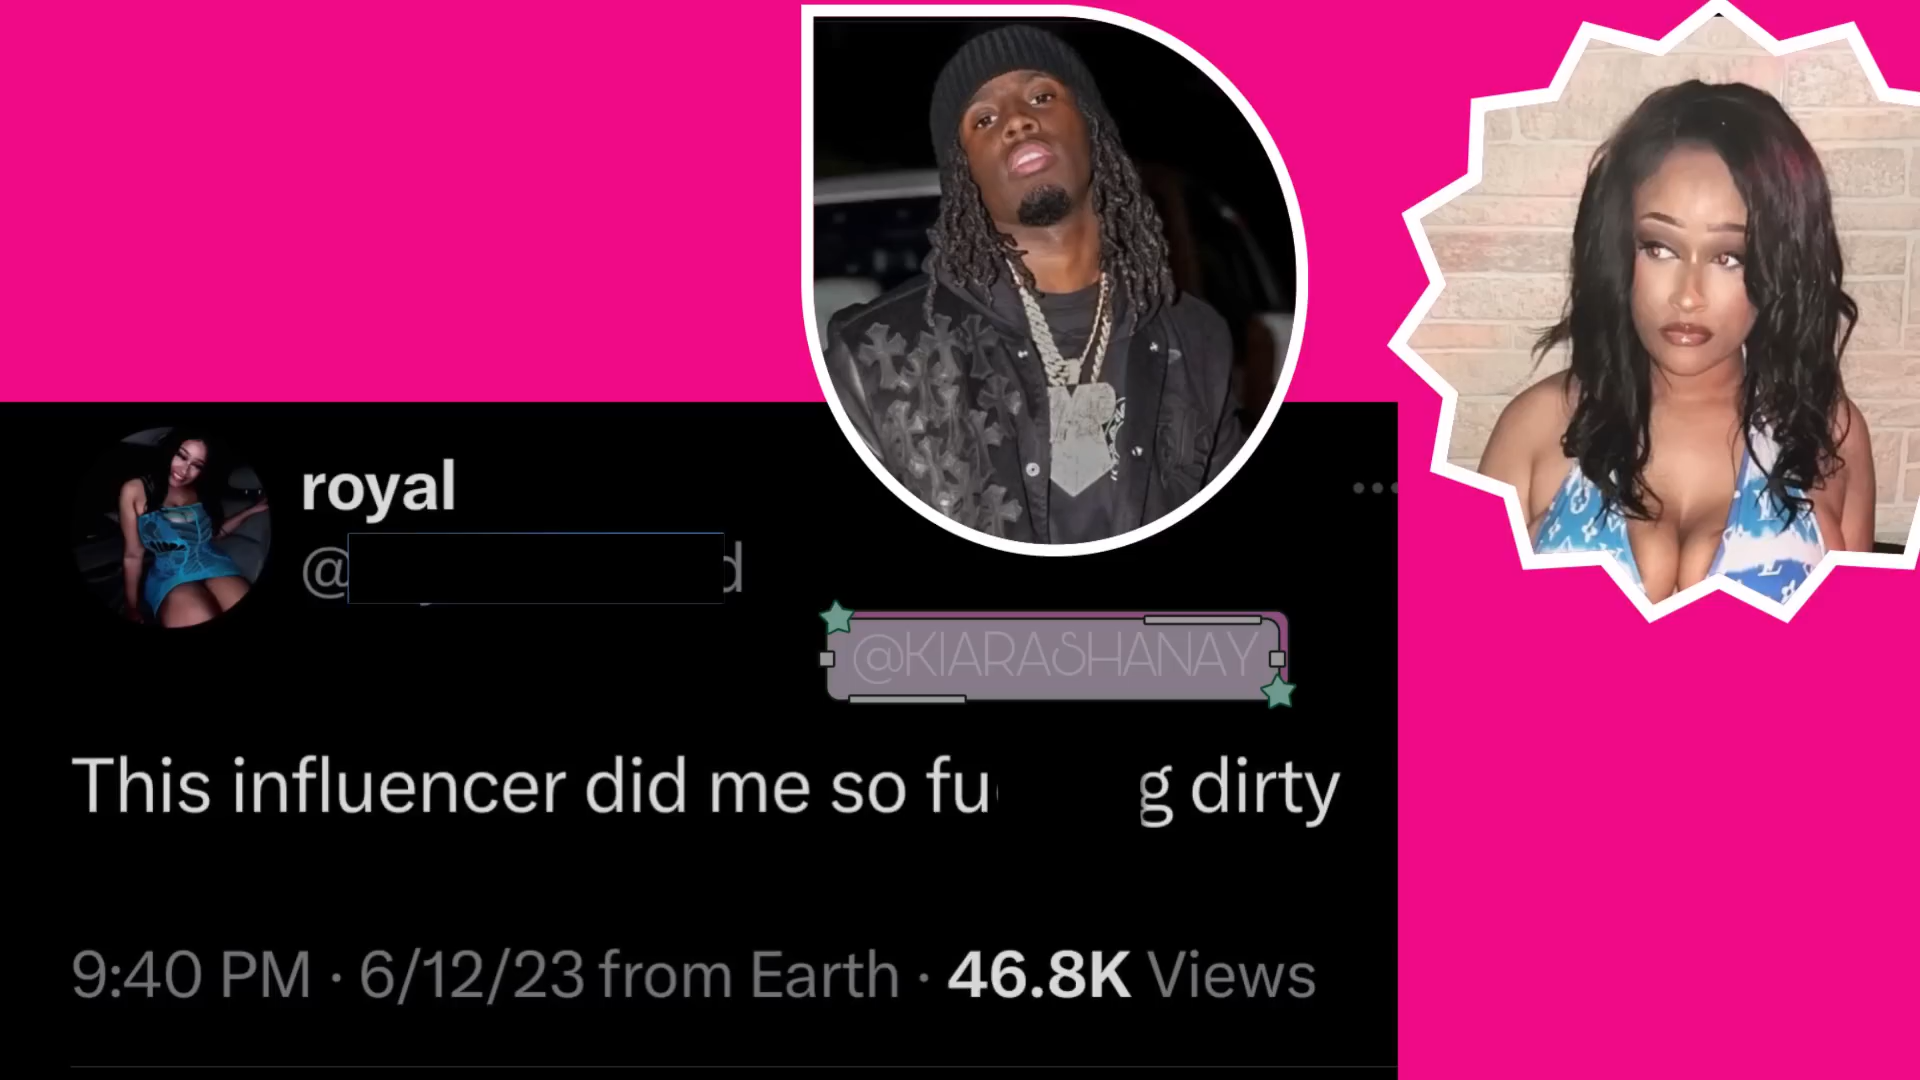 royal
@ d
@KIARASHANAY
This influencer did me so fu g dirty
9:40 PM · 6/12/23 from Earth · 46.8K Views